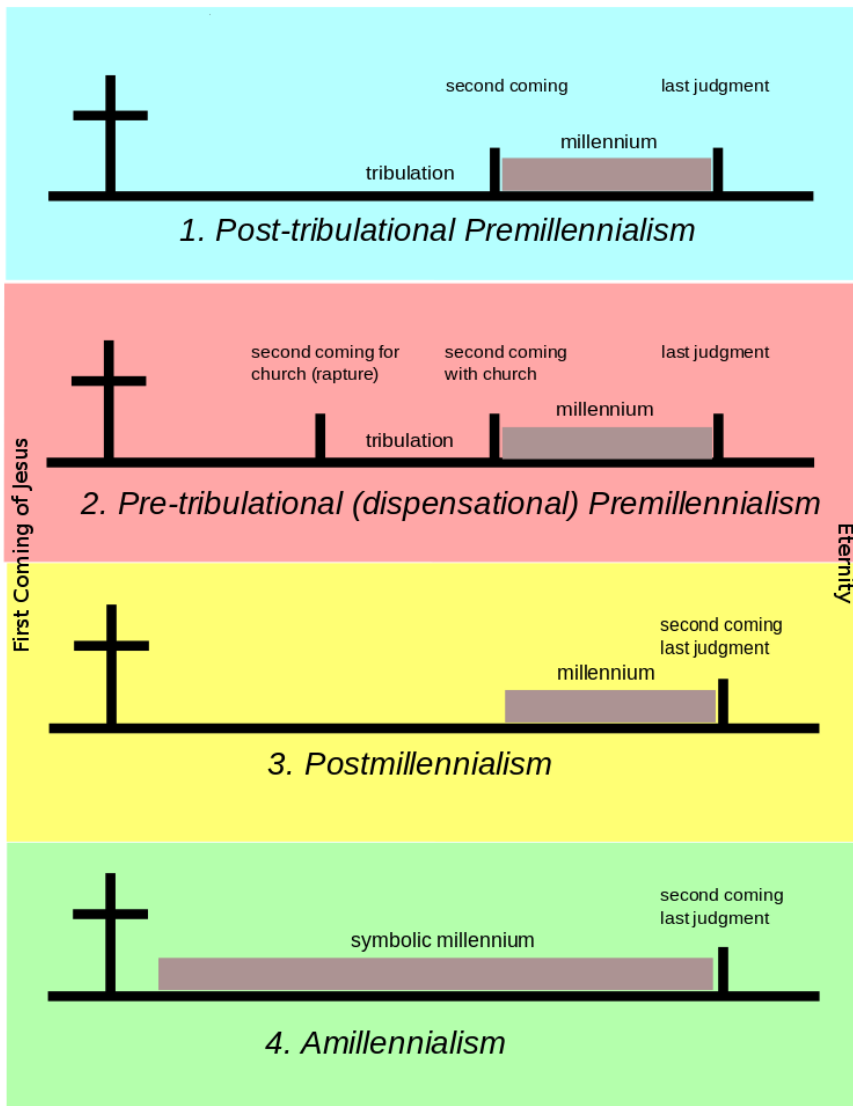 second coming
last judgment
millennium
tribulation
1. Post-tribulational Premillennialism
second coming for
church (rapture)
second coming
with church
last judgment
millennium
tribulation
2. Pre-tribulational (dispensational) Premillennialism
First Coming of Jesus
Eternity
second coming
last judgment
millennium
3. Postmillennialism
second coming
last judgment
symbolic millennium
4. Amillennialism